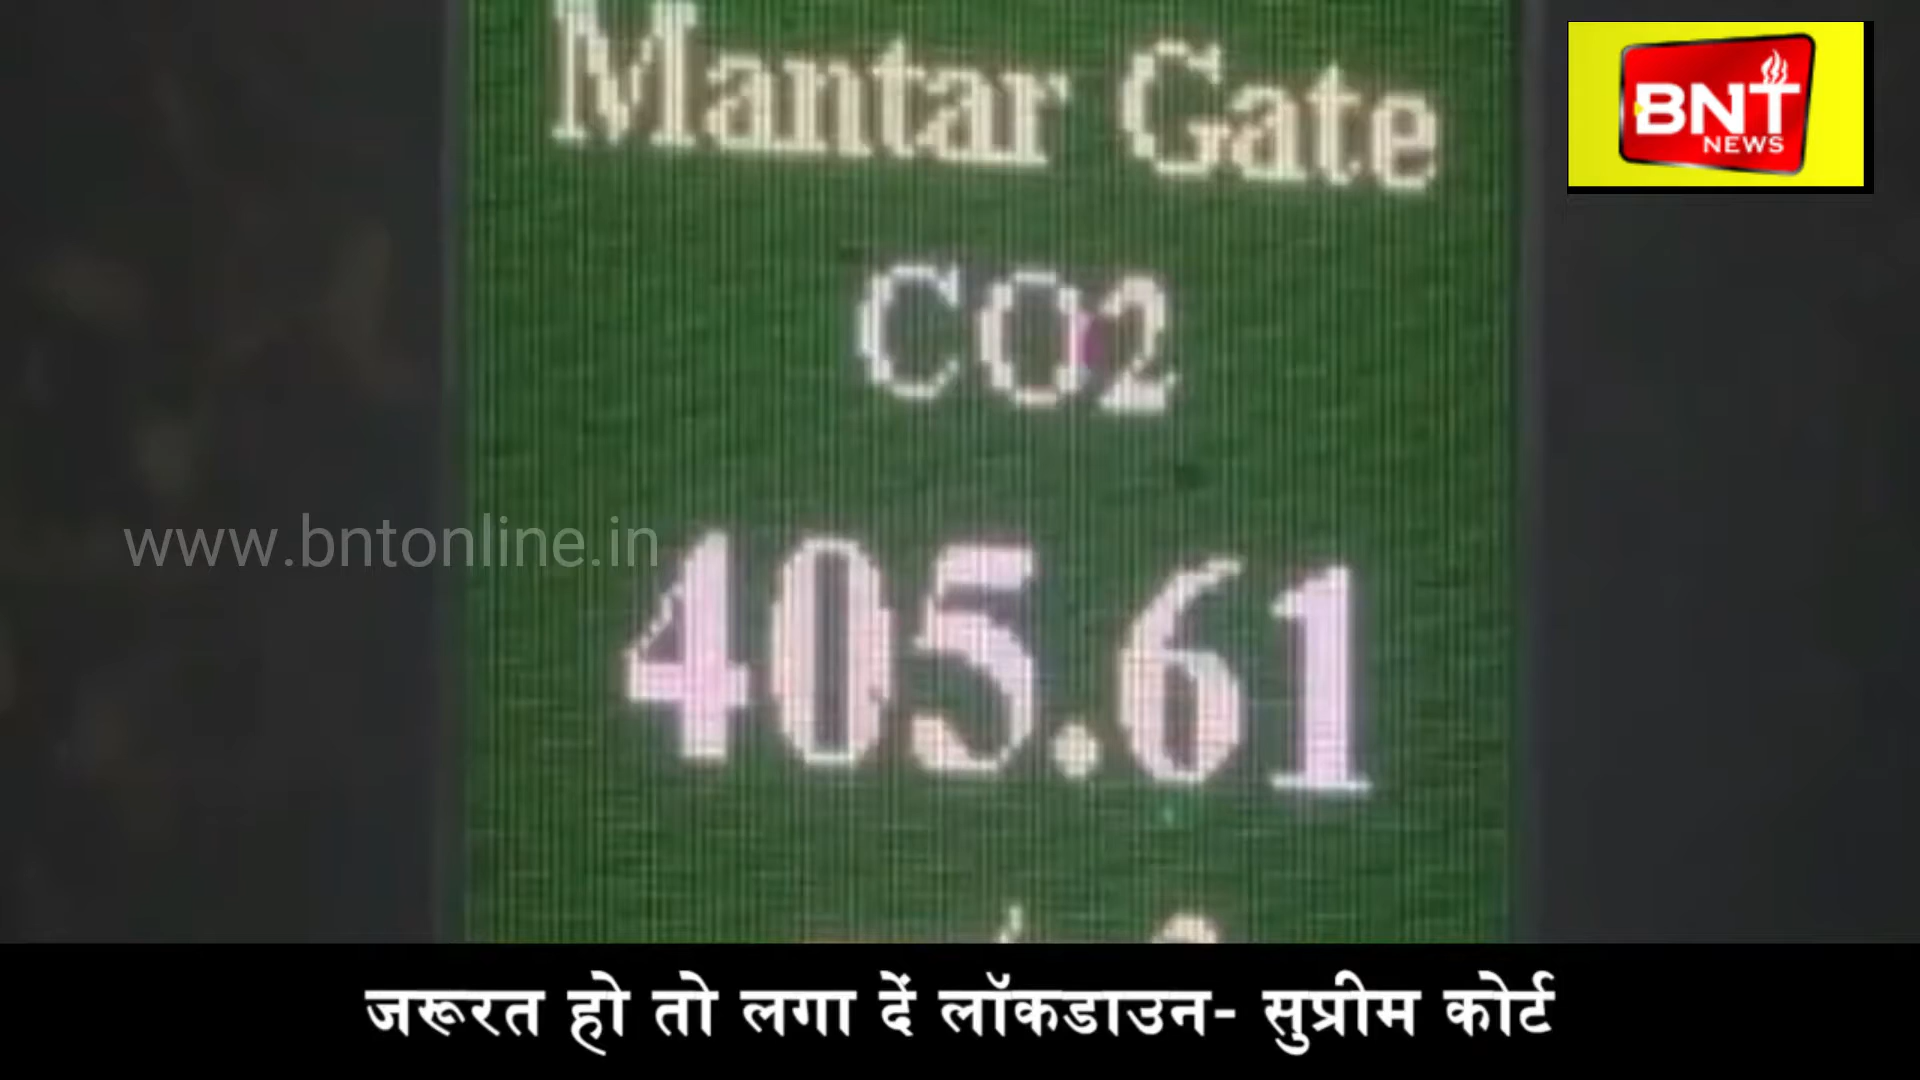 Mantar Gate
BNT
NEWS
CO2
www.bntonline.in
405.61
जरूरत हो तो लगा दें लॉकडाउन- सुप्रीम कोर्ट